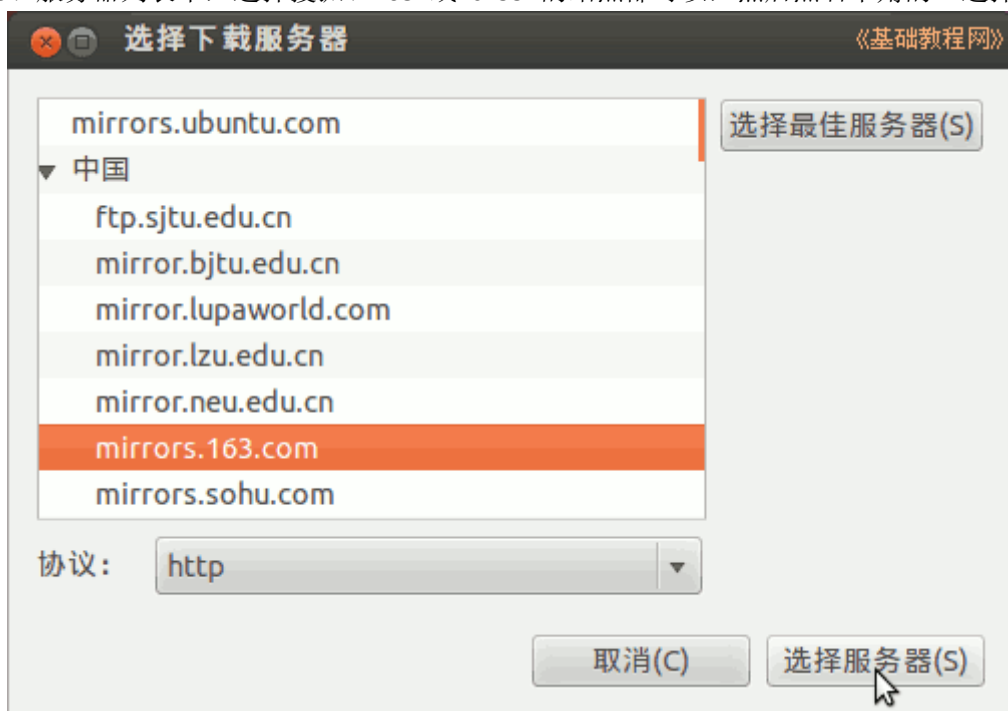 选择下载服务器
《基础教程网》
mirrors.ubuntu.com
选择最佳服务器(S)
中国
ftp.sjtu.edu.cn
mirror.bjtu.edu.cn
mirror.lupaworld.com
mirror.lzu.edu.cn
mirror.neu.edu.cn
mirrors.163.com
mirrors.sohu.com
协议:
http
取消(C)
选择服务器(S)